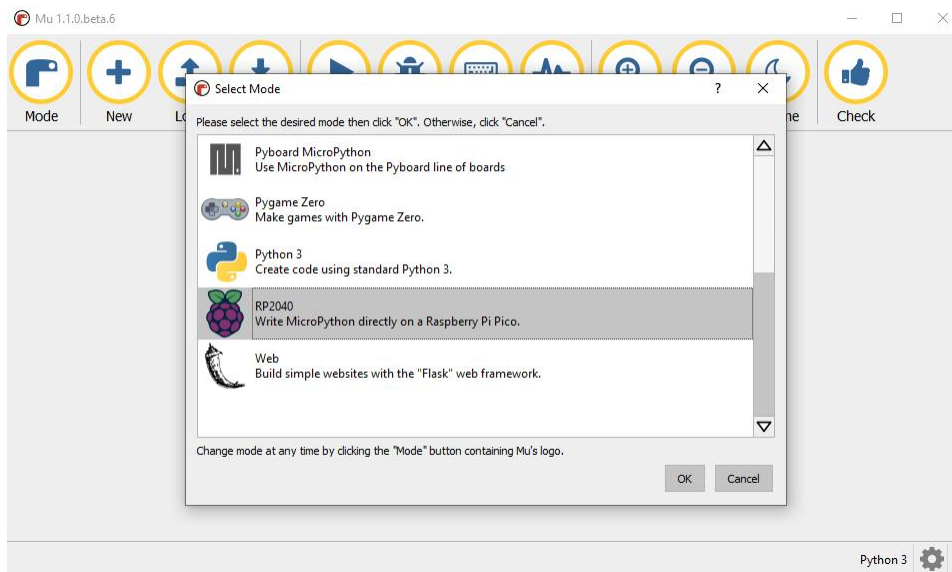 Mu 1.1.0.beta.6
Select Mode
?
Mode
New
Check
Please select the desired mode then click "OK". Otherwise, click "Cancel".
Pyboard MicroPython
Use MicroPython on the Pyboard line of boards
Pygame Zero
Make games with Pygame Zero.
Python 3
Create code using standard Python 3.
RP2040
Write MicroPython directly on a Raspberry Pi Pico.
Web
Build simple websites with the "Flask" web framework.
Change mode at any time by clicking the "Mode" button containing Mu's logo.
OK
Cancel
Python 3